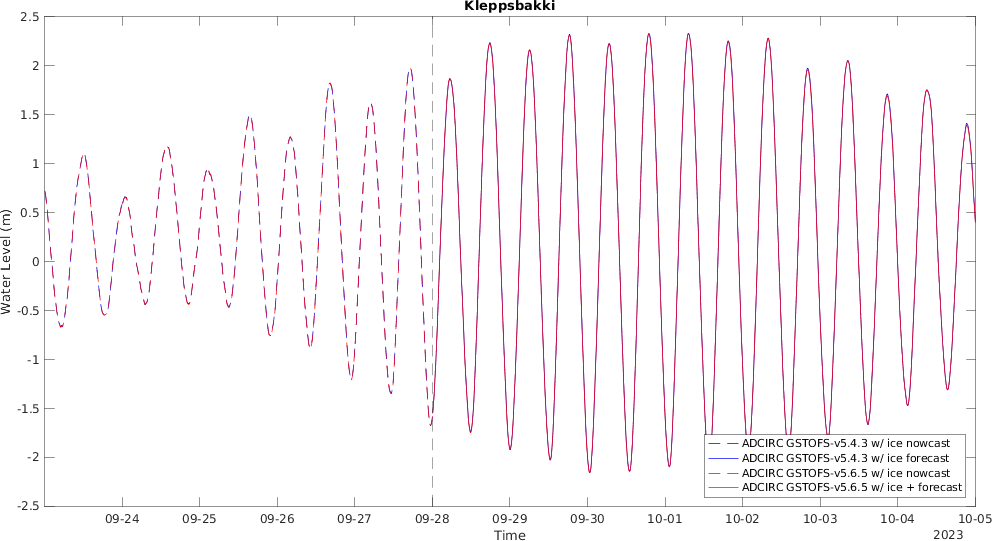 Kleppsbakki
2.5
2
1.5
1
0.5
0
-0.5
-1
-1.5
-2
-2.5
Water Level (m)
ADCIRC GSTOFS-v5.4.3 w/ ice nowcast
ADCIRC GSTOFS-v5.4.3 w/ ice forecast
ADCIRC GSTOFS-v5.6.5 w/ ice nowcast
ADCIRC GSTOFS-v5.6.5 w/ ice + forecast
09-24 09-25 09-26 09-27 09-28 09-29 09-30 10-01 10-02 10-03 10-04 10-05
Time
2023